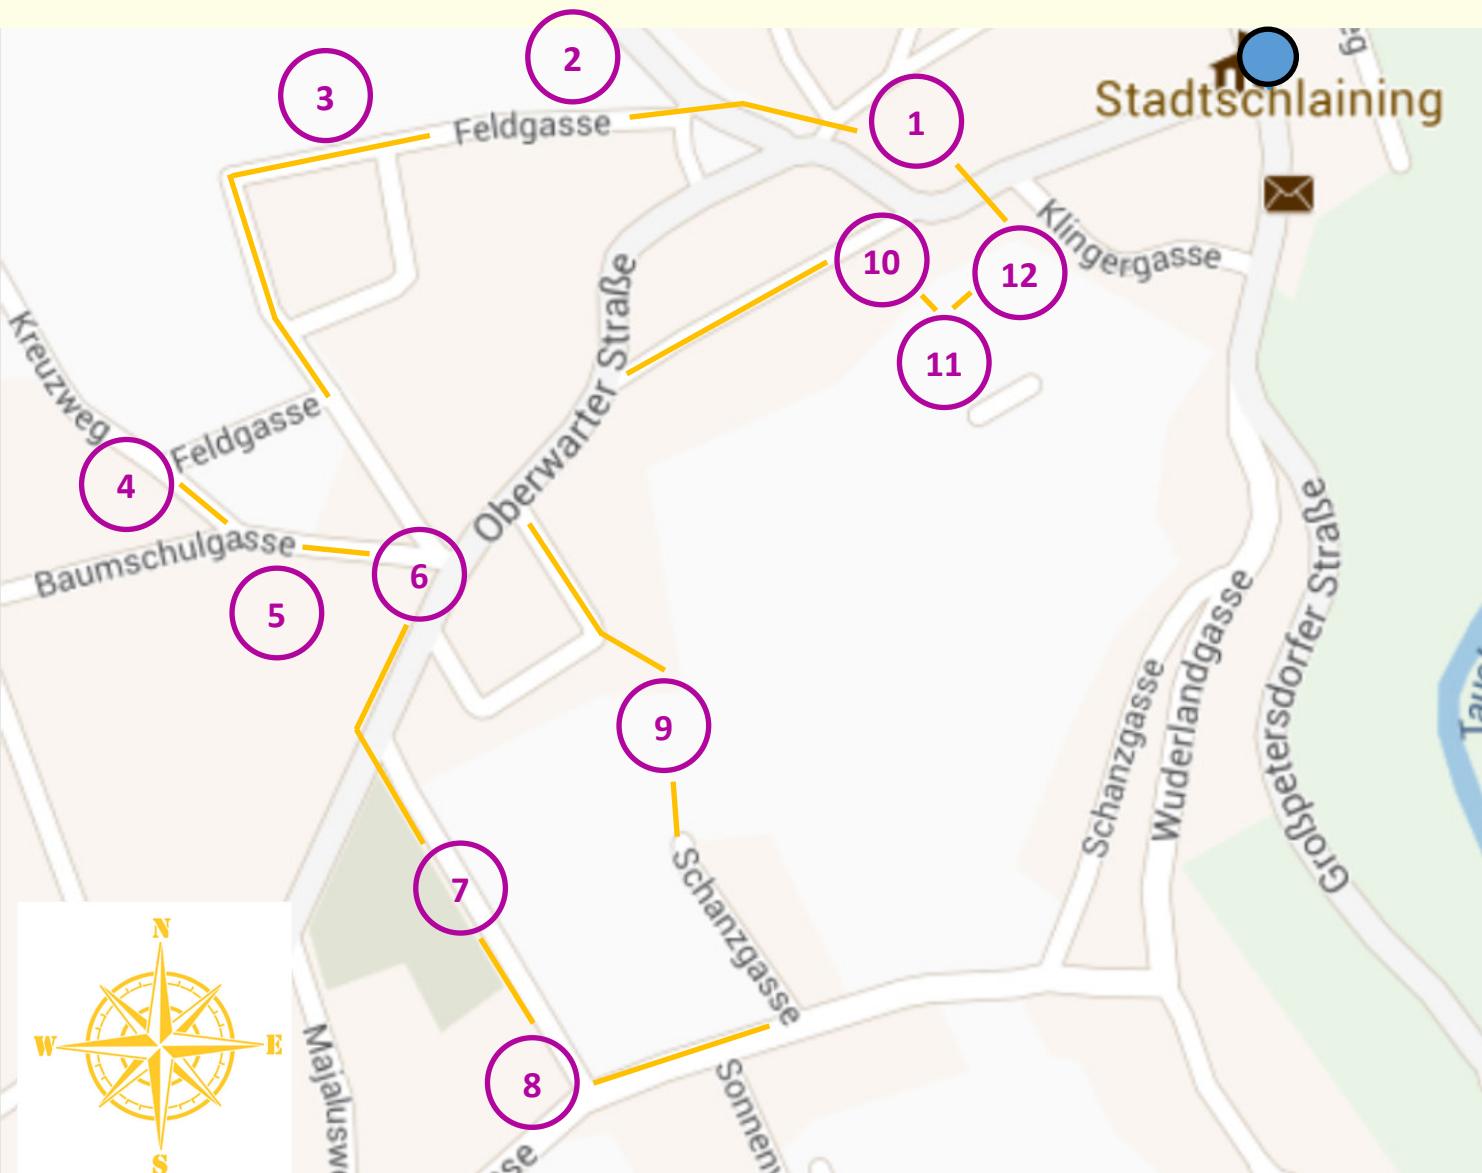 2
3
1
eg
Stadtschlaining
Feldgasse
Klingergasse
10
12
11
Oberwarter Straße
Kreuzweg
Feldgasse
4
Baumschulgasse
6
5
9
Schanzgasse
Wuderlandgasse
Großpetersdorfer Straße
7
Schanzgasse
N
W
E
S
8